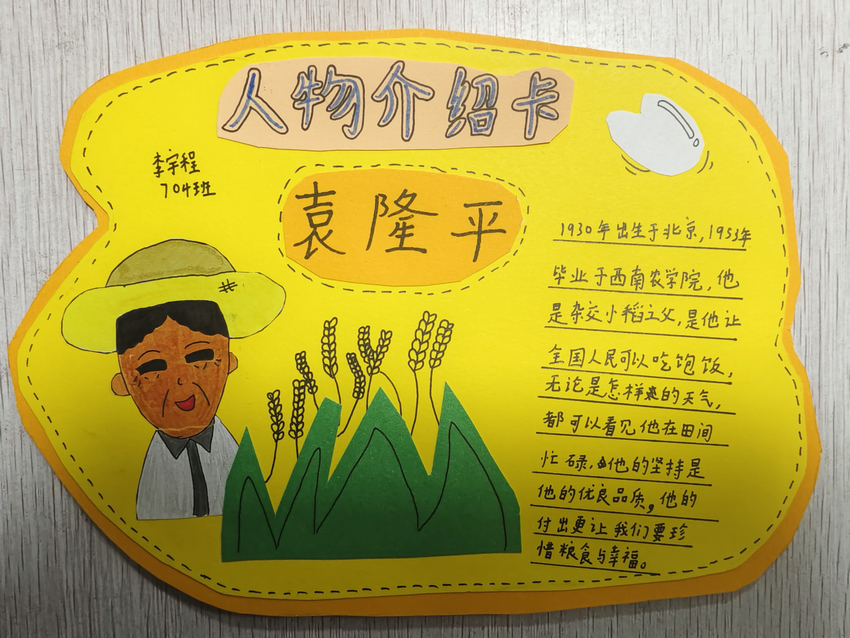 人物介绍卡
李宇程
704班
袁隆平
1930年出生于北京，1953年
毕业于西南农学院，他
是杂交小稻之父，是他让
全国人民可以吃饱饭，
无论是怎样的天气，
都可以看见他在田间
忙碌，他的坚持是
他的优良品质，他的
付出更让我们要珍
惜粮食与幸福。